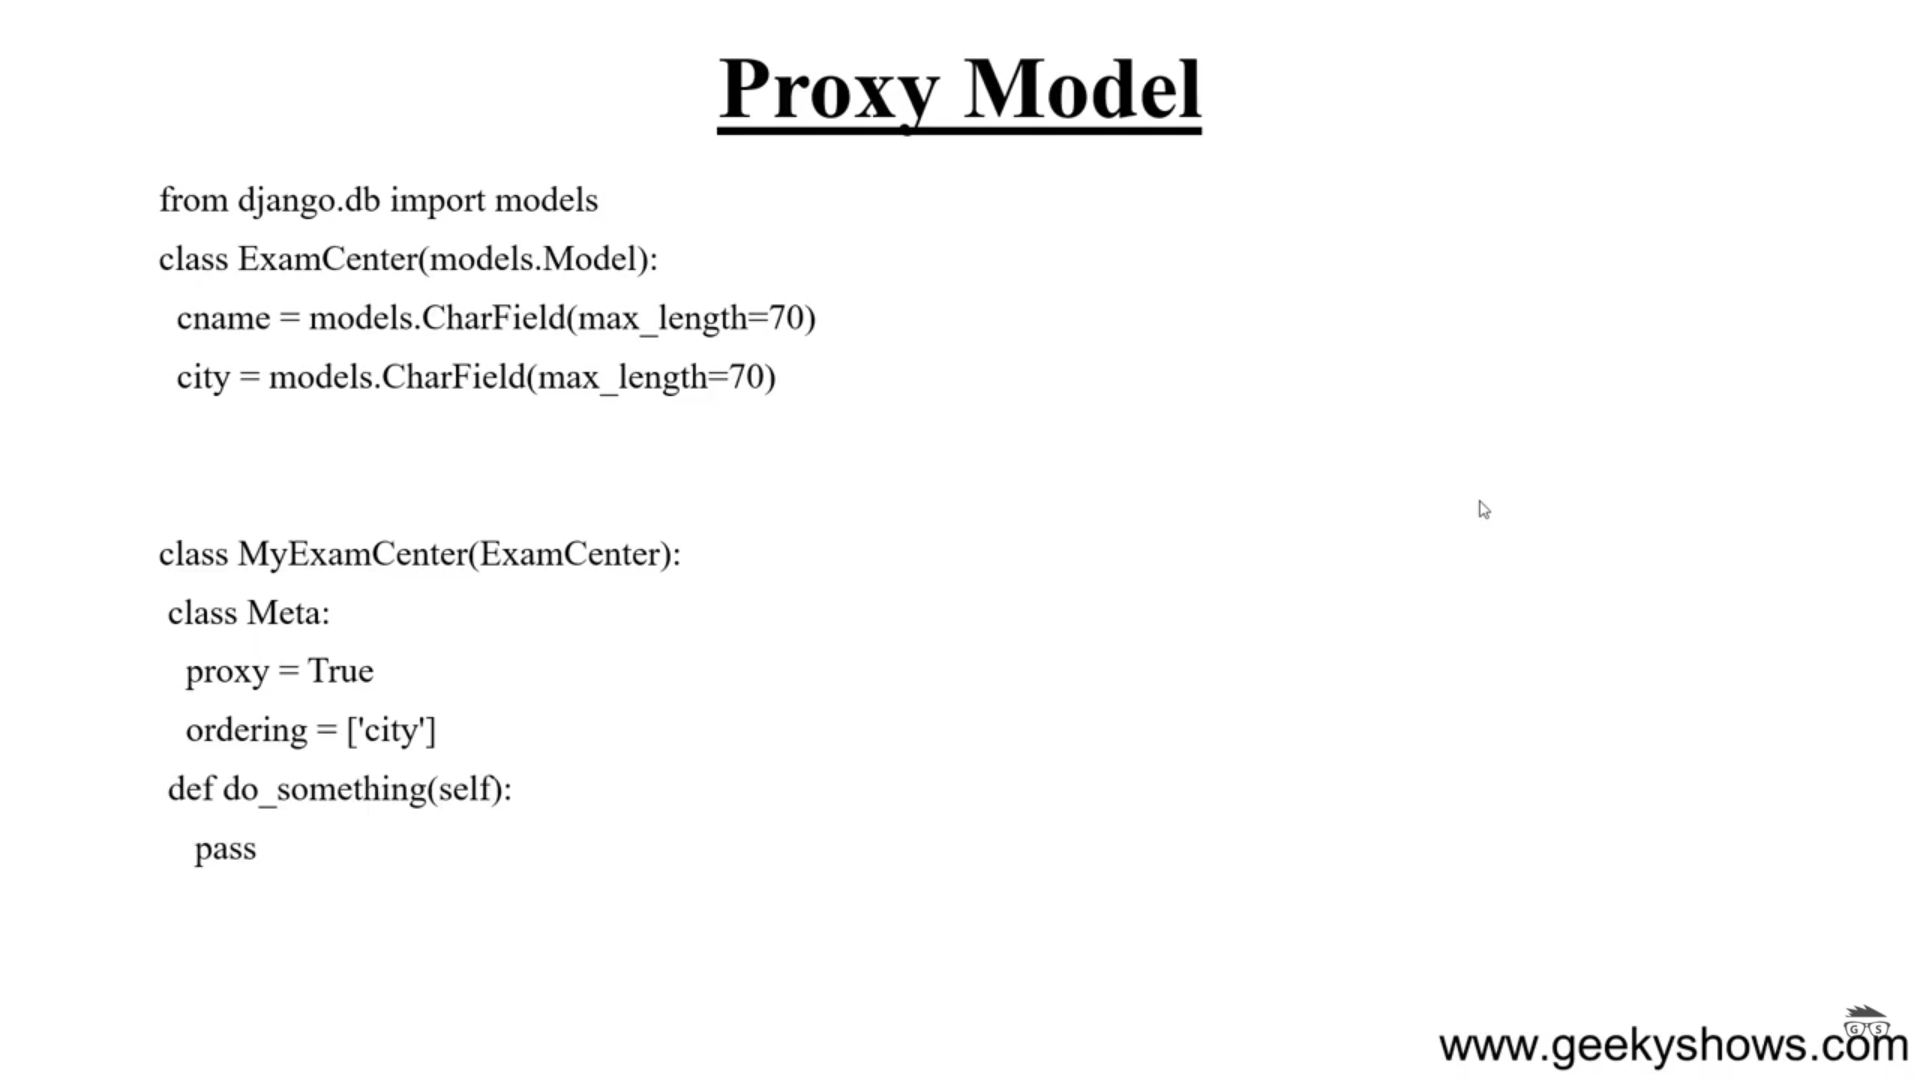 Proxy Model
from django.db import models
class ExamCenter(models.Model):
cname = models.CharField(max_length=70)
city = models.CharField(max_length=70)
class MyExamCenter(ExamCenter):
class Meta:
proxy = True
ordering = ['city']
def do_something(self):
pass
G S
www.geekyshows.com